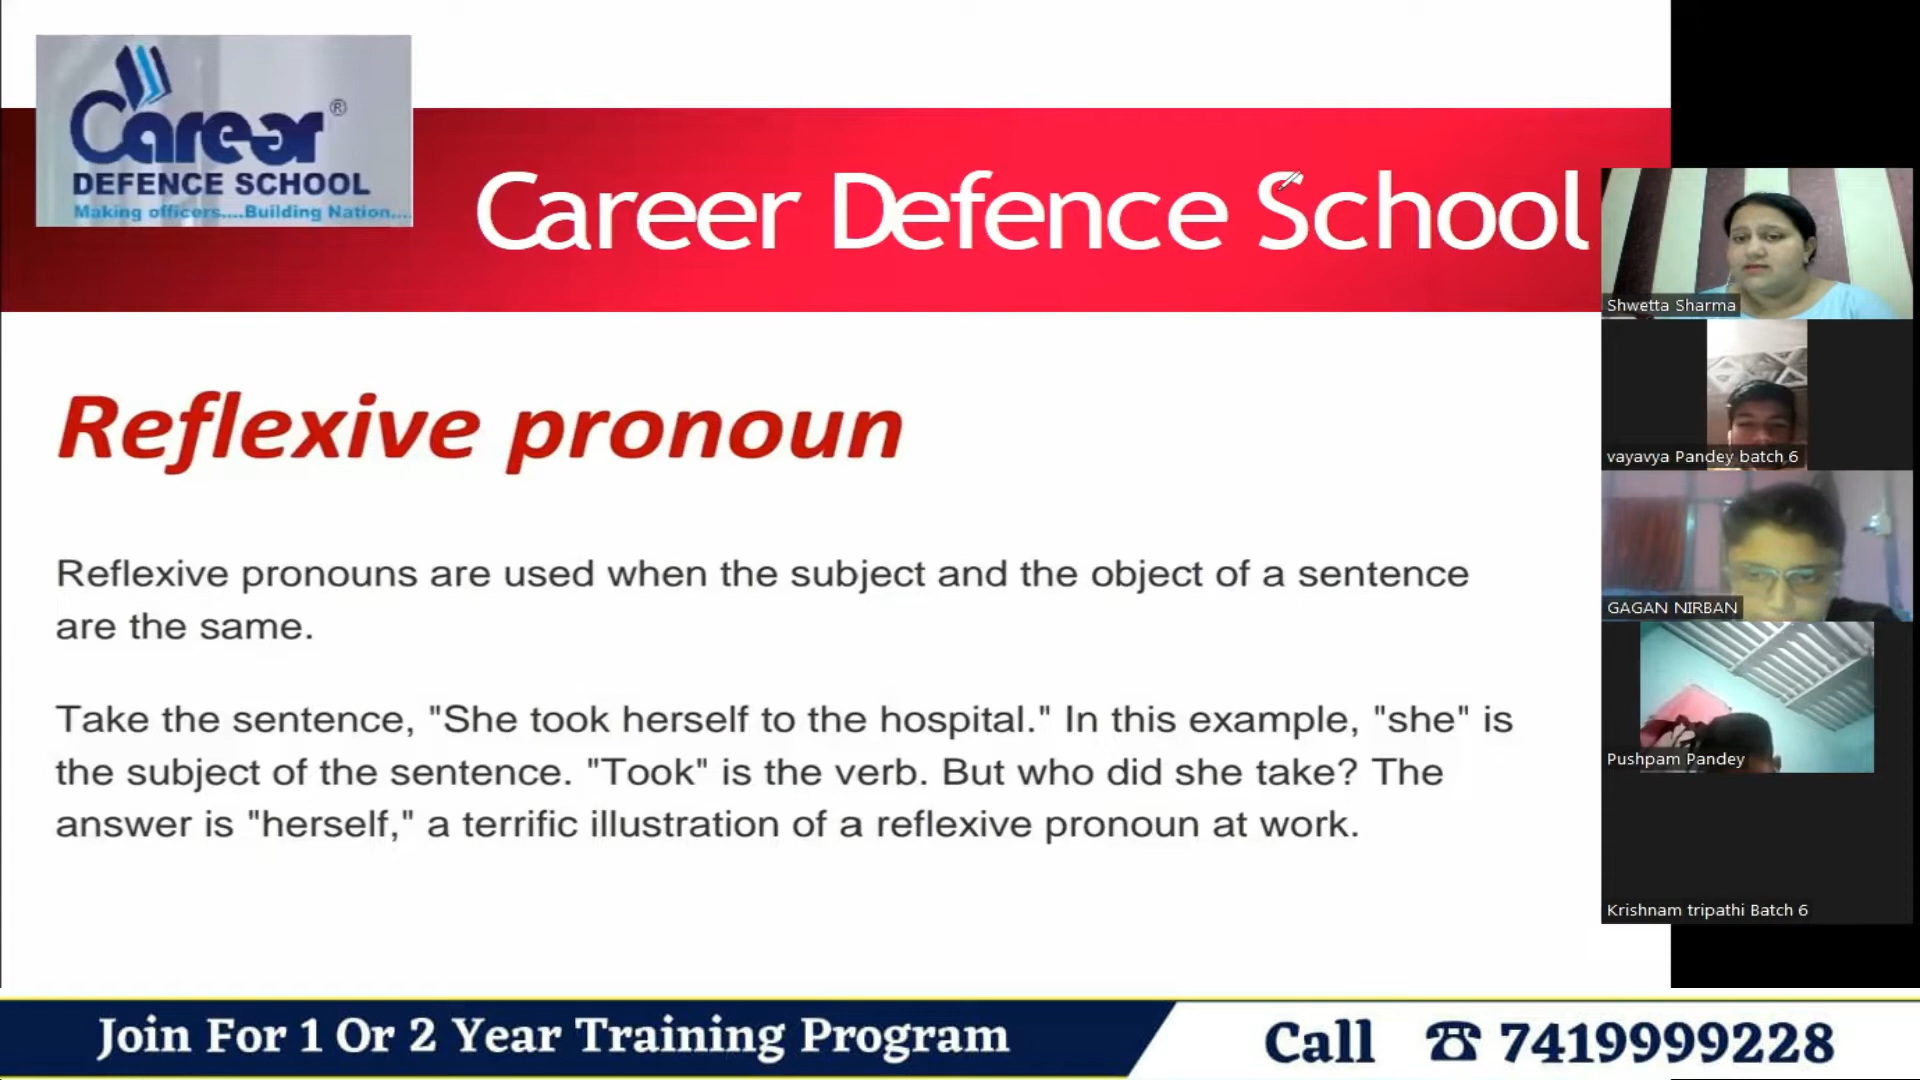 Career ®
DEFENCE SCHOOL
Making officers....Building Nation....
Career Defence School
Reflexive pronoun
Reflexive pronouns are used when the subject and the object of a sentence
are the same.
Take the sentence, "She took herself to the hospital." In this example, "she" is
the subject of the sentence. "Took" is the verb. But who did she take? The
answer is "herself," a terrific illustration of a reflexive pronoun at work.
Shwetta Sharma
vayavya Pandey batch 6
GAGAN NIRBAN
Pushpam Pandey
Krishnam tripathi Batch 6
Join For 1 Or 2 Year Training Program
Call ☎ 7419999228